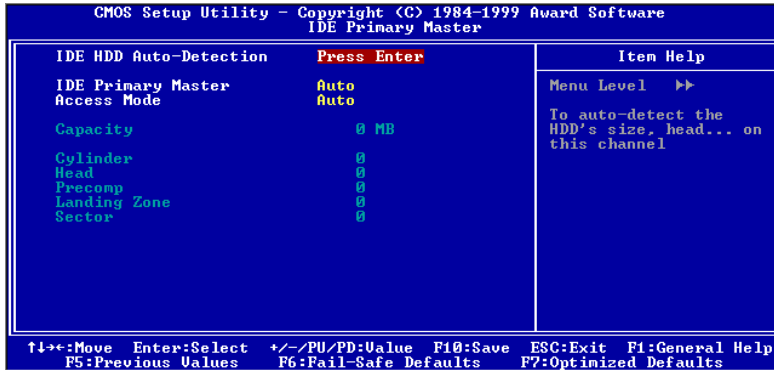 CMOS Setup Utility - Copyright (C) 1984-1999 Award Software
IDE Primary Master
IDE HDD Auto-Detection Press Enter
IDE Primary Master Auto
Access Mode Auto
Capacity 0 MB
Cylinder 0
Head 0
Precomp 0
Landing Zone 0
Sector 0
Item Help
Menu Level ▸▸
To auto-detect the
HDD's size, head... on
this channel
↑↓→←:Move Enter:Select +/-/PU/PD:Value F10:Save ESC:Exit F1:General Help
F5:Previous Values F6:Fail-Safe Defaults F7:Optimized Defaults